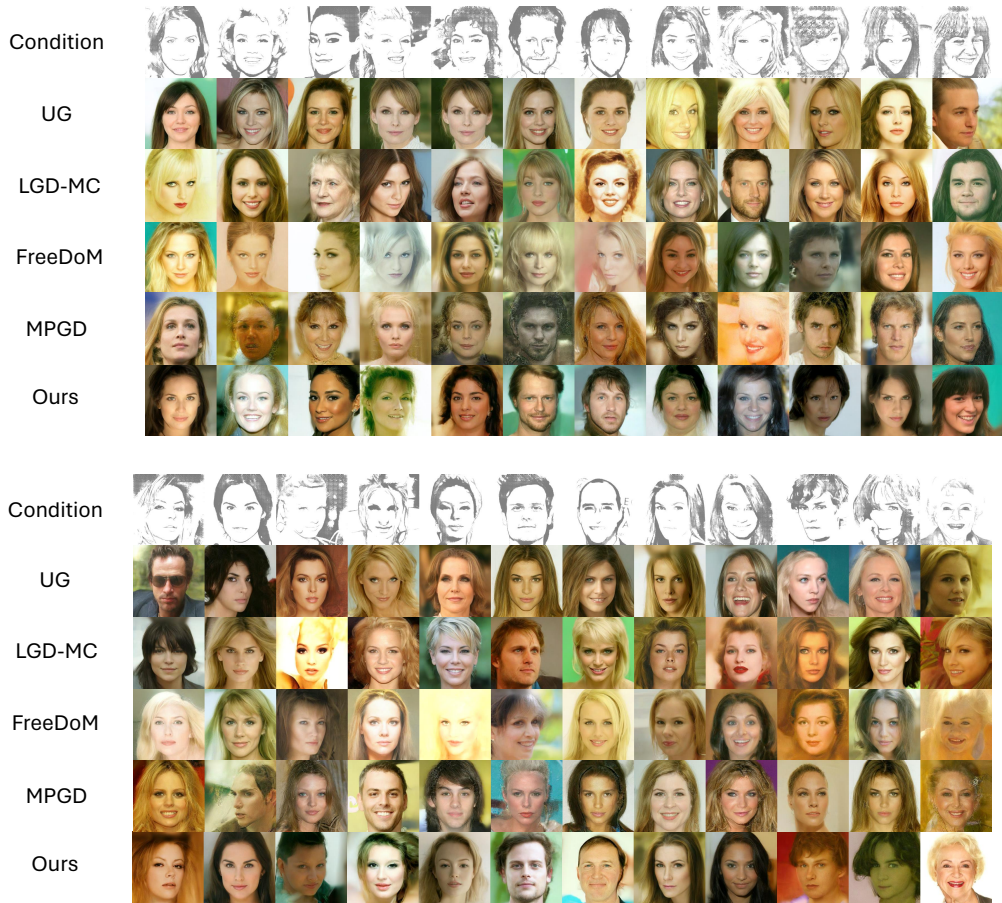 Condition
UG
LGD-MC
FreeDoM
MPGD
Ours
Condition
UG
LGD-MC
FreeDoM
MPGD
Ours